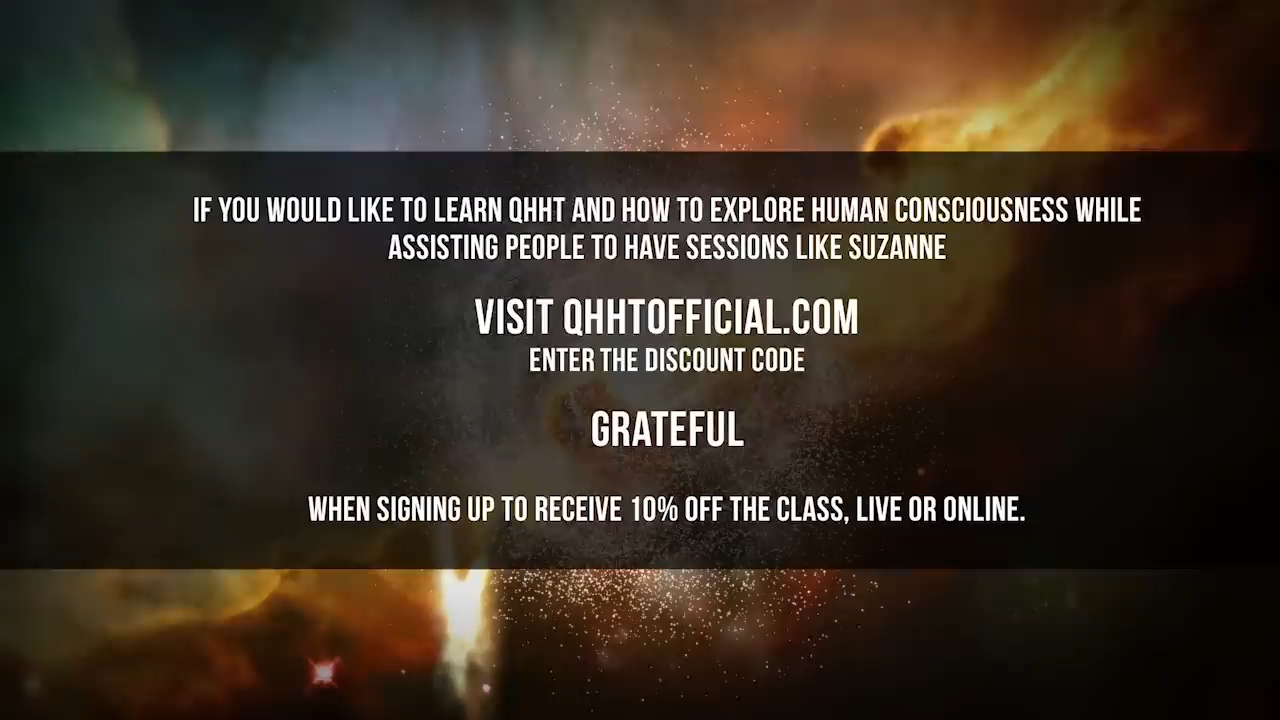 IF YOU WOULD LIKE TO LEARN QHHT AND HOW TO EXPLORE HUMAN CONSCIOUSNESS WHILE
ASSISTING PEOPLE TO HAVE SESSIONS LIKE SUZANNE
VISIT QHHTOFFICIAL.COM
ENTER THE DISCOUNT CODE
GRATEFUL
WHEN SIGNING UP TO RECEIVE 10% OFF THE CLASS, LIVE OR ONLINE.